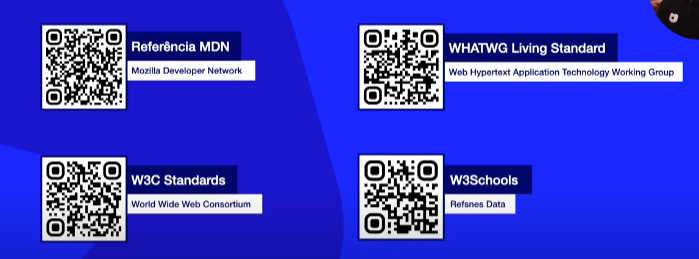 Referência MDN
Mozilla Developer Network
WHATWG Living Standard
Web Hypertext Application Technology Working Group
W3C Standards
World Wide Web Consortium
W3Schools
Refsnes Data